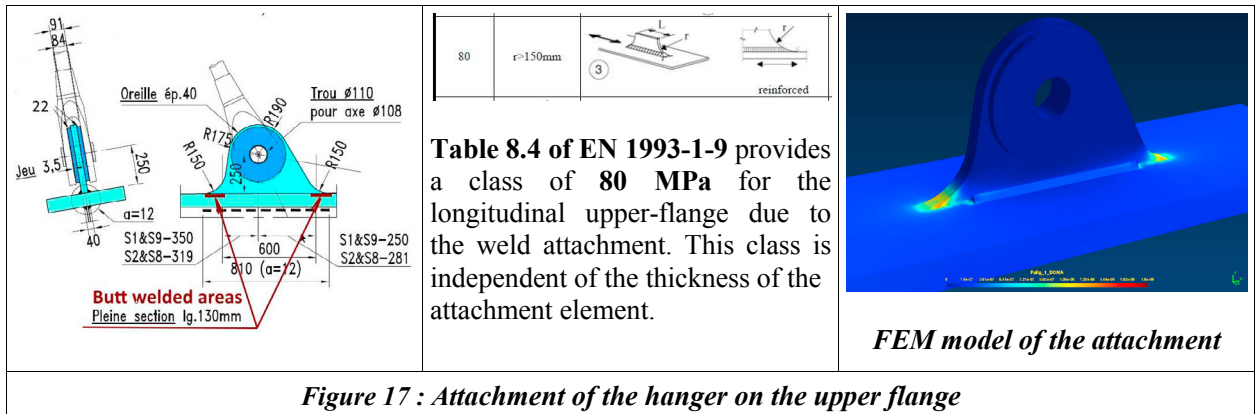 91
84
22
Jeu 3,5
250
a=12
40
Oreille ép.40
R190
Trou Ø110
pour axe Ø108
R175
R150
250
R150
S1&S9-350
S2&S8-319
600
810 (a=12)
S1&S9-250
S2&S8-281
Butt welded areas
Pleine section lg.130mm
80
r>150mm
3
L
r
r
reinforced
Table 8.4 of EN 1993-1-9 provides
a class of 80 MPa for the
longitudinal upper-flange due to
the weld attachment. This class is
independent of the thickness of the
attachment element.
Fatig_1_DOMA
FEM model of the attachment
Figure 17 : Attachment of the hanger on the upper flange